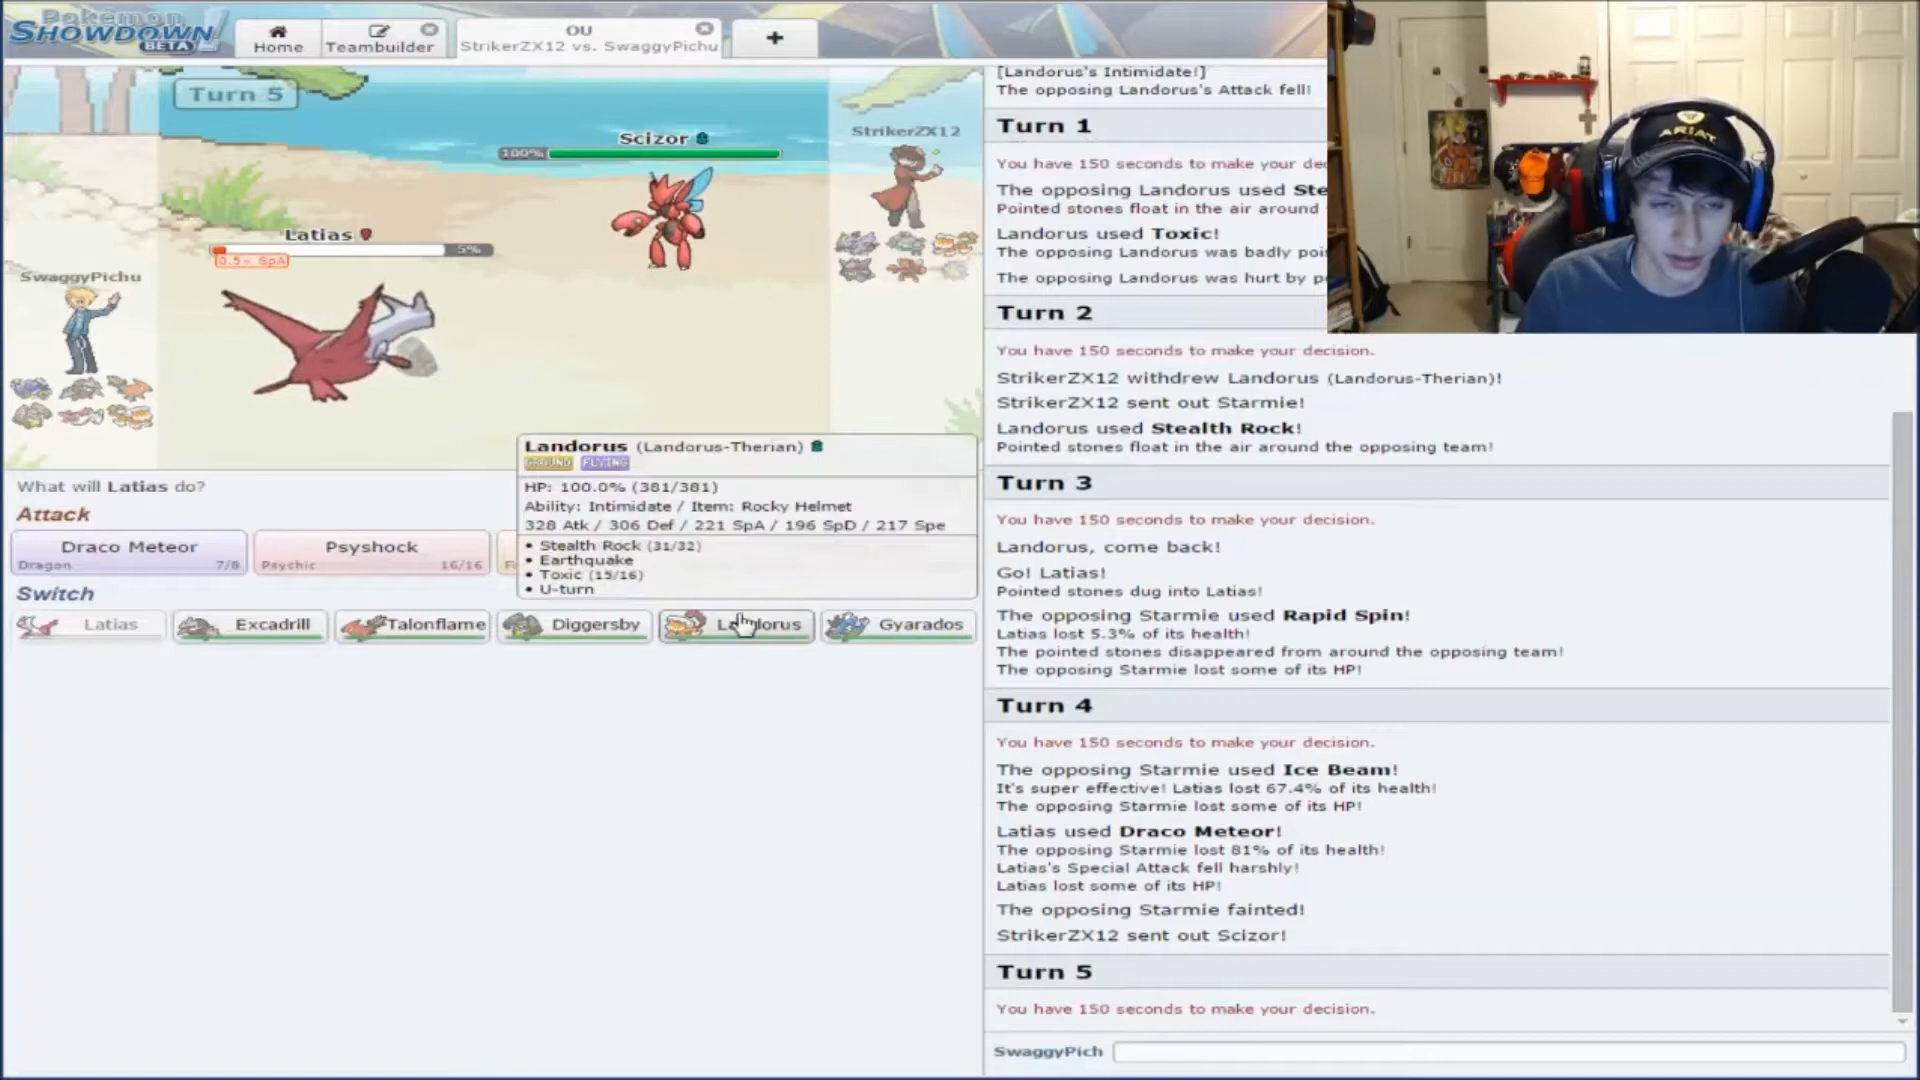 Pokémon
SHOWDOWN
BETA
Home
Teambuilder
OU
StrikerZX12 vs. SwaggyPichu
+
Turn 5
Scizor
100%
StrikerZX12
Latias
5%
0.5× SpA
SwaggyPichu
What will Latias do?
Attack
Draco Meteor
Dragon 7/8
Psyshock
Psychic 16/16
Switch
Latias
Excadrill
Talonflame
Diggersby
Gyarados
Landorus (Landorus-Therian)
GROUND FLYING
HP: 100.0% (381/381)
Ability: Intimidate / Item: Rocky Helmet
328 Atk / 306 Def / 221 SpA / 196 SpD / 217 Spe
• Stealth Rock (31/32)
• Earthquake
• Toxic (15/16)
• U-turn
[Landorus's Intimidate!]
The opposing Landorus's Attack fell!
Turn 1
You have 150 seconds to make your dec
The opposing Landorus used Ste
Pointed stones float in the air around
Landorus used Toxic!
The opposing Landorus was badly poi
The opposing Landorus was hurt by p
Turn 2
You have 150 seconds to make your decision.
StrikerZX12 withdrew Landorus (Landorus-Therian)!
StrikerZX12 sent out Starmie!
Landorus used Stealth Rock!
Pointed stones float in the air around the opposing team!
Turn 3
You have 150 seconds to make your decision.
Landorus, come back!
Go! Latias!
Pointed stones dug into Latias!
The opposing Starmie used Rapid Spin!
Latias lost 5.3% of its health!
The pointed stones disappeared from around the opposing team!
The opposing Starmie lost some of its HP!
Turn 4
You have 150 seconds to make your decision.
The opposing Starmie used Ice Beam!
It's super effective! Latias lost 67.4% of its health!
The opposing Starmie lost some of its HP!
Latias used Draco Meteor!
The opposing Starmie lost 81% of its health!
Latias's Special Attack fell harshly!
Latias lost some of its HP!
The opposing Starmie fainted!
StrikerZX12 sent out Scizor!
Turn 5
You have 150 seconds to make your decision.
SwaggyPich
ARIAT